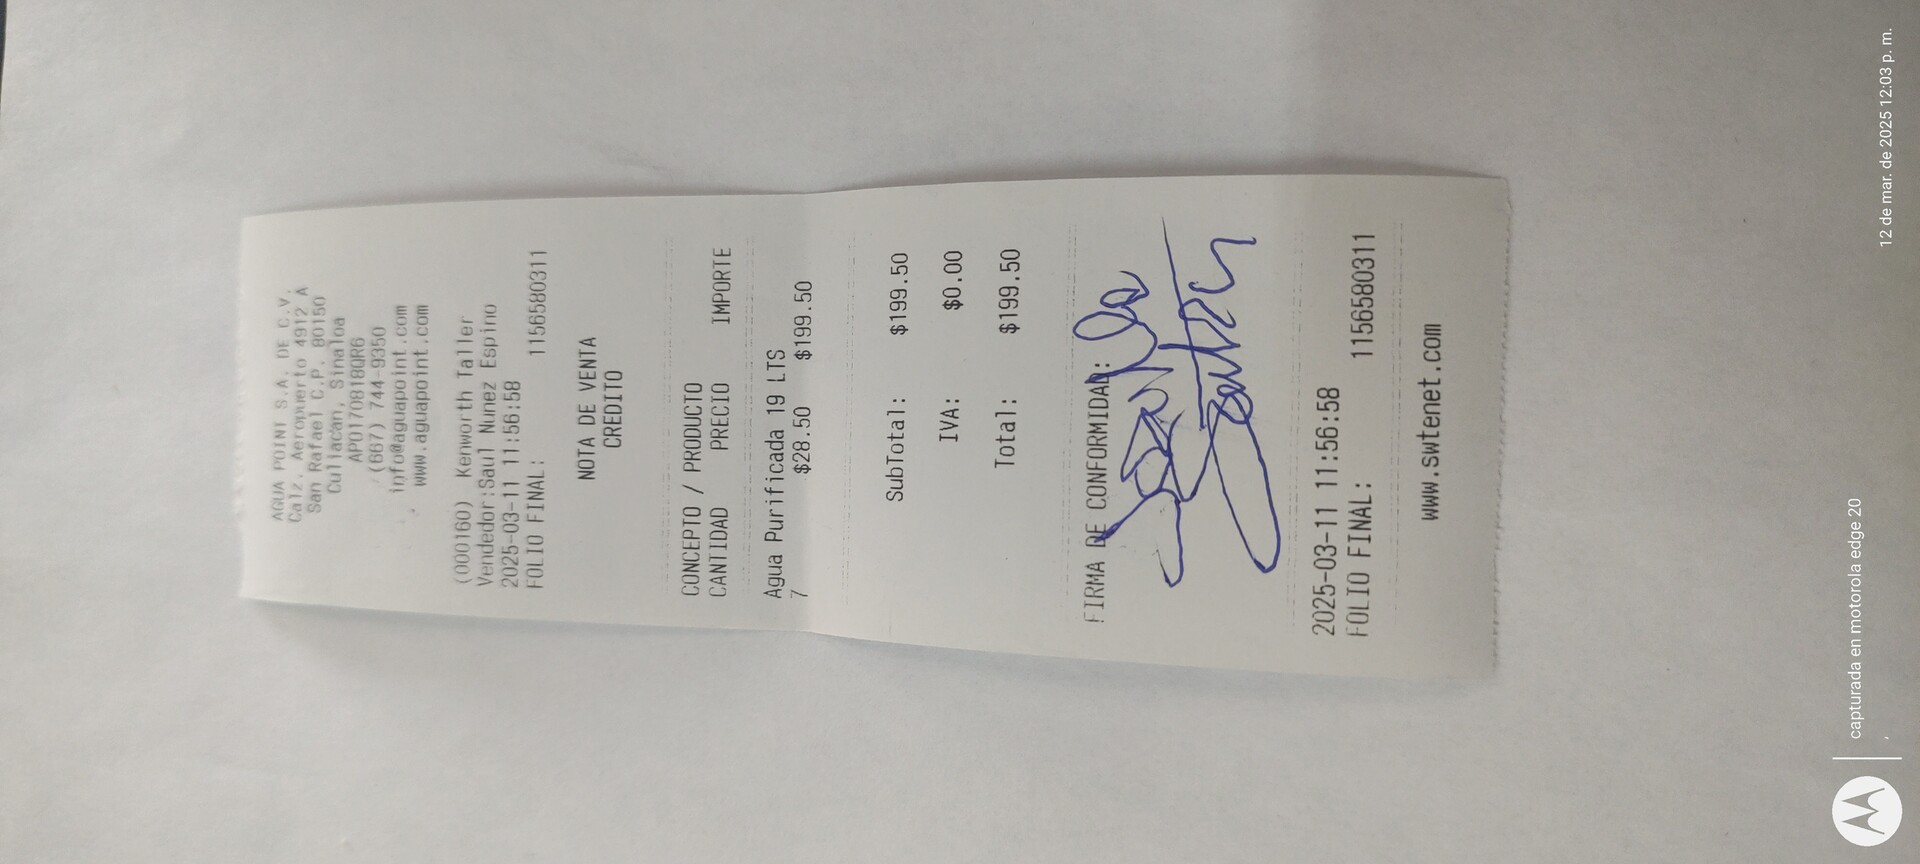 AGUA POINT S.A. DE C.V.
Calz. Aeropuerto 4912 A
San Rafael C.P. 80150
Culiacan, Sinaloa
APO170818QR6
(667) 744-9350
info@aguapoint.com
www.aguapoint.com
(000160) Kenworth Taller
Vendedor:Saul Nunez Espino
2025-03-11 11:56:58
FOLIO FINAL: 1156580311
NOTA DE VENTA
CREDITO
CONCEPTO / PRODUCTO
CANTIDAD PRECIO IMPORTE
Agua Purificada 19 LTS
7 $28.50 $199.50
SubTotal: $199.50
IVA: $0.00
Total: $199.50
FIRMA DE CONFORMIDAD:
2025-03-11 11:56:58
FOLIO FINAL: 1156580311
www.swtenet.com
capturada en motorola edge 20
12 de mar. de 2025 12:03 p. m.